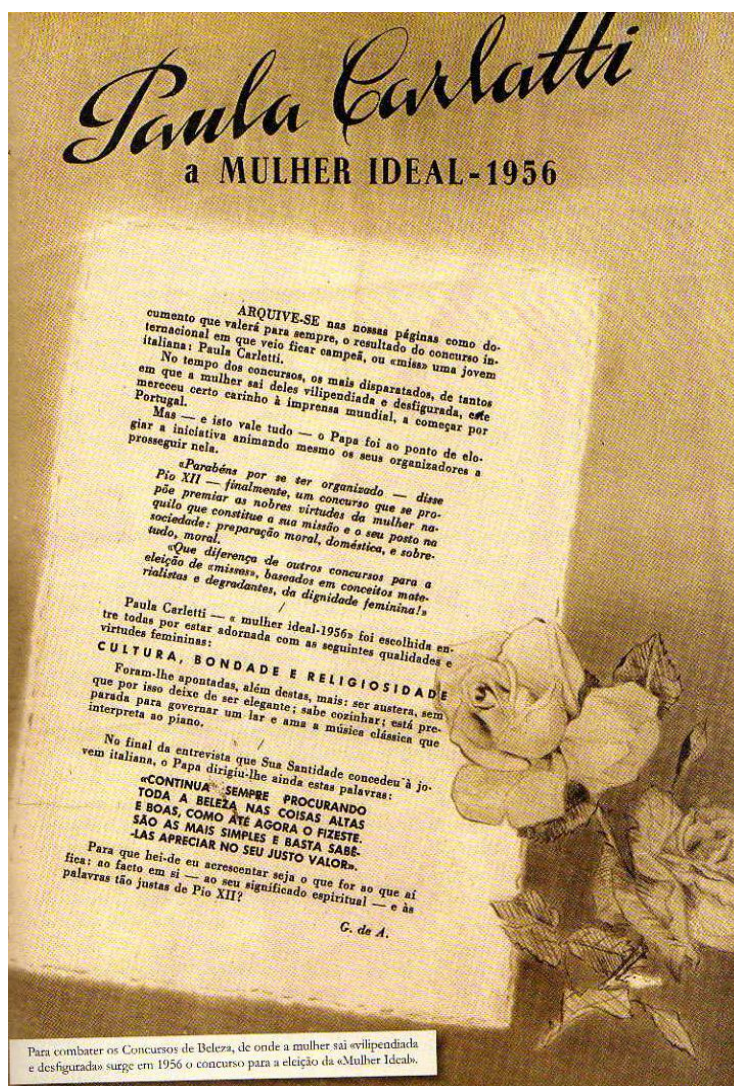 Paula Carlatti
a MULHER IDEAL-1956
ARQUIVE-SE nas nossas páginas como do-
cumento que valerá para sempre, o resultado do concurso in-
ternacional em que veio ficar campeã, ou «miss» uma jovem
italiana: Paula Carletti.
No tempo dos concursos, os mais disparatados, de tantos
em que a mulher sai deles vilipendiada e desfigurada, este
mereceu certo carinho à imprensa mundial, a começar por
Portugal.
Mas — e isto vale tudo — o Papa foi ao ponto de elo-
giar a iniciativa animando mesmo os seus organizadores a
prosseguir nela.
«Parabéns por se ter organizado — disse
Pio XII — finalmente, um concurso que se pro-
põe premiar as nobres virtudes da mulher na-
quilo que constitue a sua missão e o seu posto na
sociedade: preparação moral, doméstica, e sobre-
tudo, moral.
«Que diferença de outros concursos para a
eleição de «misses», baseados em conceitos mate-
rialistas e degradantes, da dignidade feminina!»
/
Paula Carletti — « mulher ideal-1956» foi escolhida en-
tre todas por estar adornada com as seguintes qualidades e
virtudes femininas:
CULTURA, BONDADE E RELIGIOSIDADE
Foram-lhe apontadas, além destas, mais: ser austera, sem
que por isso deixe de ser elegante; sabe cozinhar; está pre-
parada para governar um lar e ama a música clássica que
interpreta ao piano.
/
No final da entrevista que Sua Santidade concedeu à jo-
vem italiana, o Papa dirigiu-lhe ainda estas palavras:
«CONTINUA SEMPRE PROCURANDO
TODA A BELEZA NAS COISAS ALTAS
E BOAS, COMO ATÉ AGORA O FIZESTE.
SÃO AS MAIS SIMPLES E BASTA SABÊ-
-LAS APRECIAR NO SEU JUSTO VALOR».
Para que hei-de eu acrescentar seja o que for ao que aí
fica: ao facto em si — ao seu significado espiritual — e às
palavras tão justas de Pio XII?
G. de A.
Para combater os Concursos de Beleza, de onde a mulher sai «vilipendiada
e desfigurada» surge em 1956 o concurso para a eleição da «Mulher Ideal».